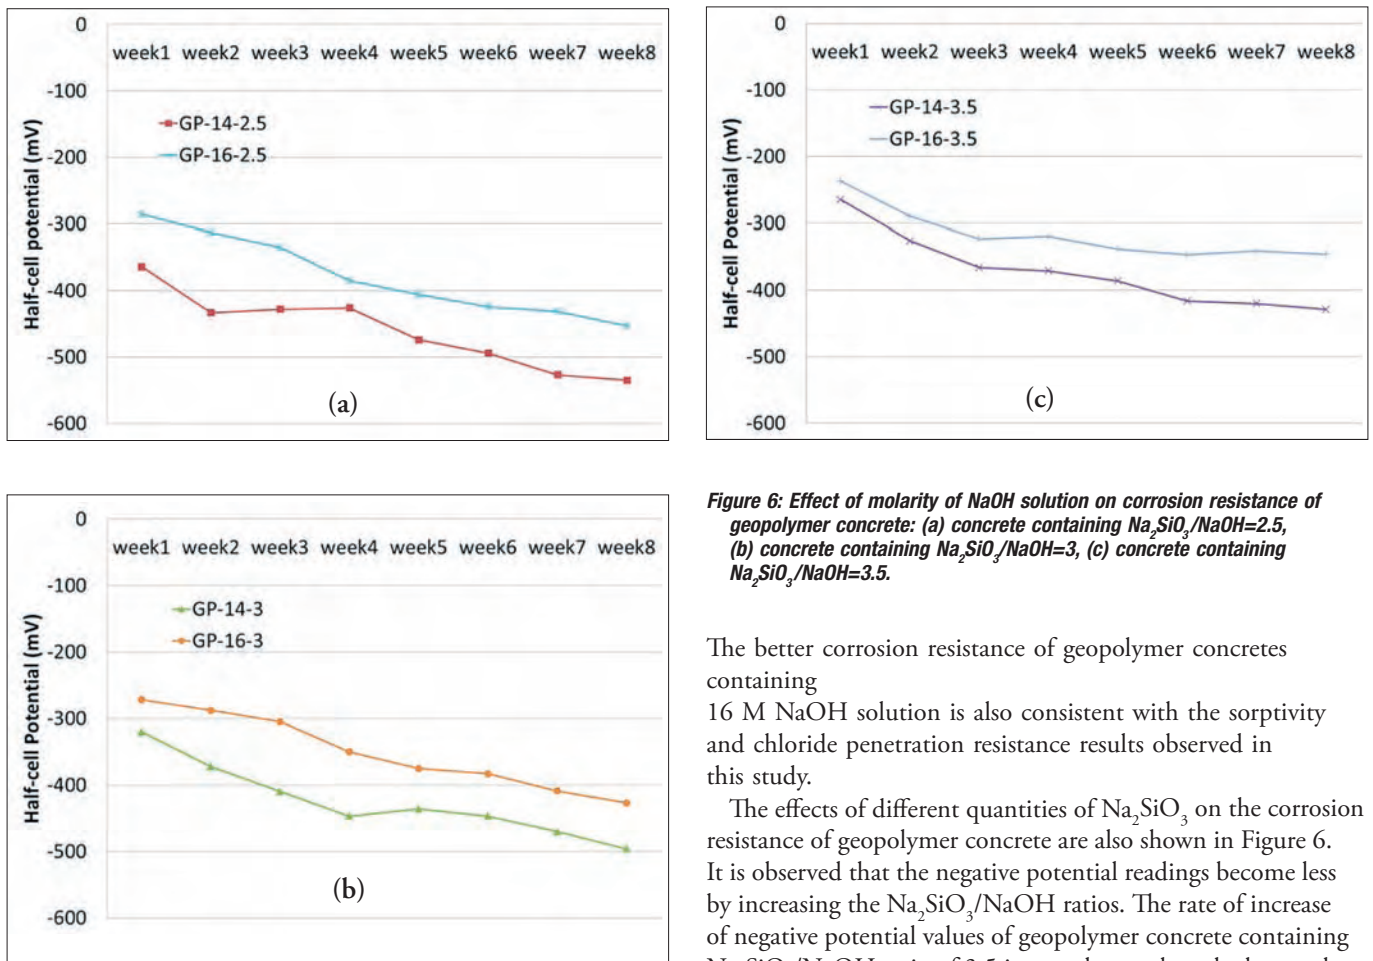 0
week1 week2 week3 week4 week5 week6 week7 week8
-100
GP-14-2.5
GP-16-2.5
-200
-300
-400
-500
-600
Half-cell potential (mV)
(a)
0
week1 week2 week3 week4 week5 week6 week7 week8
-100
GP-14-3
GP-16-3
-200
-300
-400
-500
-600
Half-cell Potential (mV)
(b)
0
week1 week2 week3 week4 week5 week6 week7 week8
-100
GP-14-3.5
GP-16-3.5
-200
-300
-400
-500
-600
Half-cell Potential (mV)
(c)
Figure 6: Effect of molarity of NaOH solution on corrosion resistance of
geopolymer concrete: (a) concrete containing Na₂SiO₃/NaOH=2.5,
(b) concrete containing Na₂SiO₃/NaOH=3, (c) concrete containing
Na₂SiO₃/NaOH=3.5.
The better corrosion resistance of geopolymer concretes
containing
16 M NaOH solution is also consistent with the sorptivity
and chloride penetration resistance results observed in
this study.
The effects of different quantities of Na₂SiO₃ on the corrosion
resistance of geopolymer concrete are also shown in Figure 6.
It is observed that the negative potential readings become less
by increasing the Na₂SiO₃/NaOH ratios. The rate of increase
of negative potential values of geopolymer concrete containing